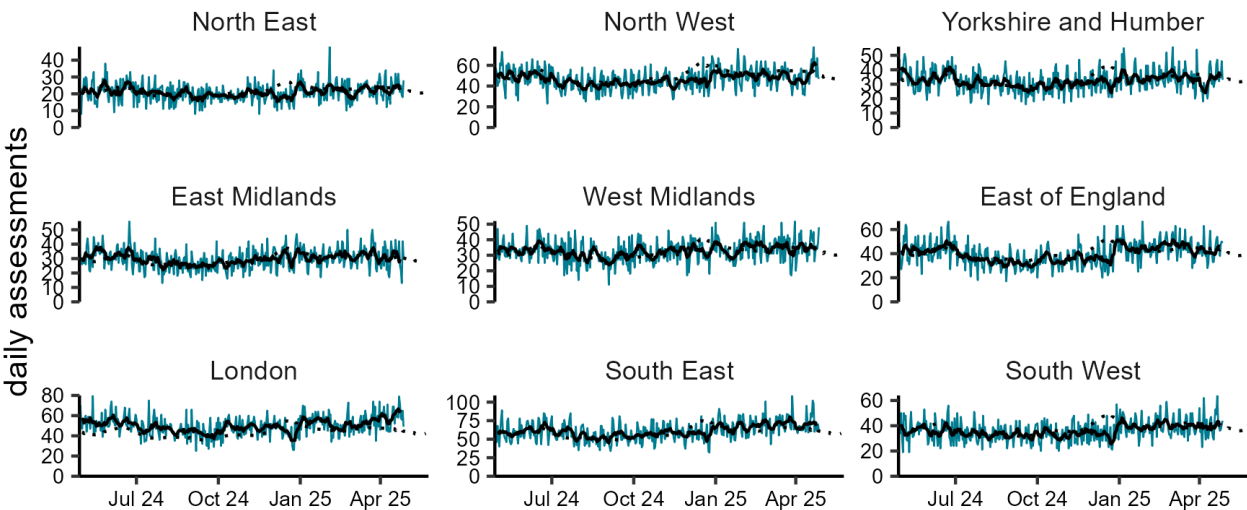 North East North West Yorkshire and Humber
40 60 50
30 40 40
20 20 30
10 0 20
0 10
0
East Midlands West Midlands East of England
50 50 60
40 40 40
30 30 20
20 20 0
10 10
0 0
daily assessments
London South East South West
80 100 60
60 75 40
40 50 20
20 25 0
0 0
Jul 24 Oct 24 Jan 25 Apr 25 Jul 24 Oct 24 Jan 25 Apr 25 Jul 24 Oct 24 Jan 25 Apr 25